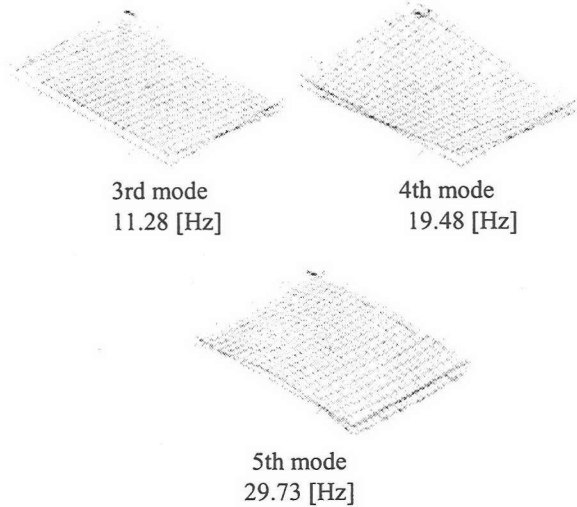 3rd mode
11.28 [Hz]
4th mode
19.48 [Hz]
5th mode
29.73 [Hz]